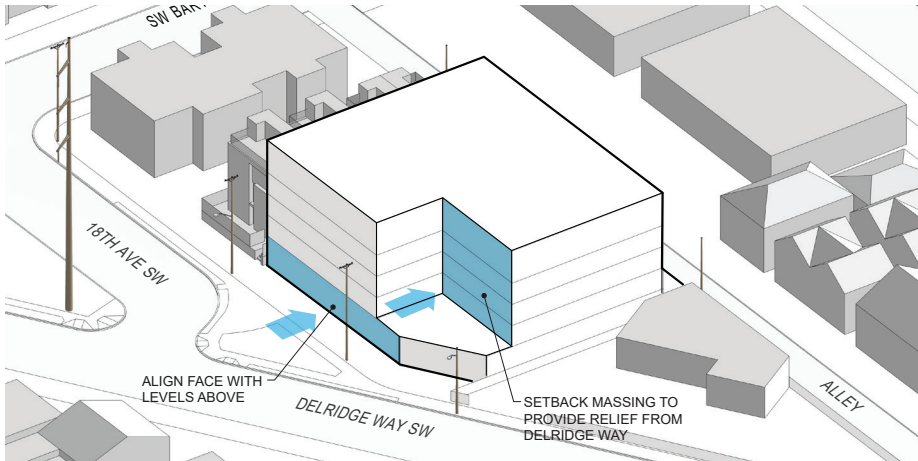 SW BAR
18TH AVE SW
ALIGN FACE WITH
LEVELS ABOVE
DELRIDGE WAY SW
SETBACK MASSING TO
PROVIDE RELIEF FROM
DELRIDGE WAY
ALLEY